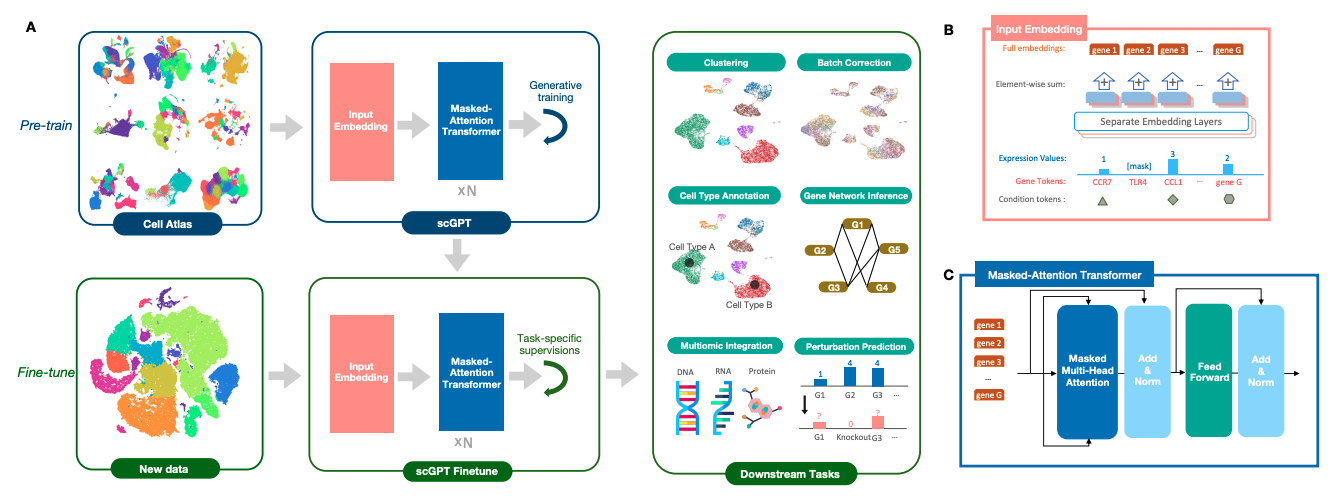 A
Pre-train
Cell Atlas
Input
Embedding
Masked-
Attention
Transformer
×N
Generative
training
scGPT
Fine-tune
New data
Input
Embedding
Masked-
Attention
Transformer
×N
Task-specific
supervisions
scGPT Finetune
Clustering
Batch Correction
Cell Type Annotation
Cell Type A
Cell Type B
Gene Network Inference
G1
G2
G5
G3
G4
Multiomic Integration
DNA
RNA
Protein
Perturbation Prediction
1
4
4
G1
G2
G3
...
?
0
?
G1
Knockout
G3
...
Downstream Tasks
B
Input Embedding
Full embeddings:
gene 1
gene 2
gene 3
...
gene G
Element-wise sum:
+
+
+
...
+
Separate Embedding Layers
Expression Values:
1
[mask]
3
2
Gene Tokens:
CCR7
TLR4
CCL1
...
gene G
Condition tokens :
C
Masked-Attention Transformer
gene 1
gene 2
gene 3
...
gene G
Masked
Multi-Head
Attention
Add
&
Norm
Feed
Forward
Add
&
Norm